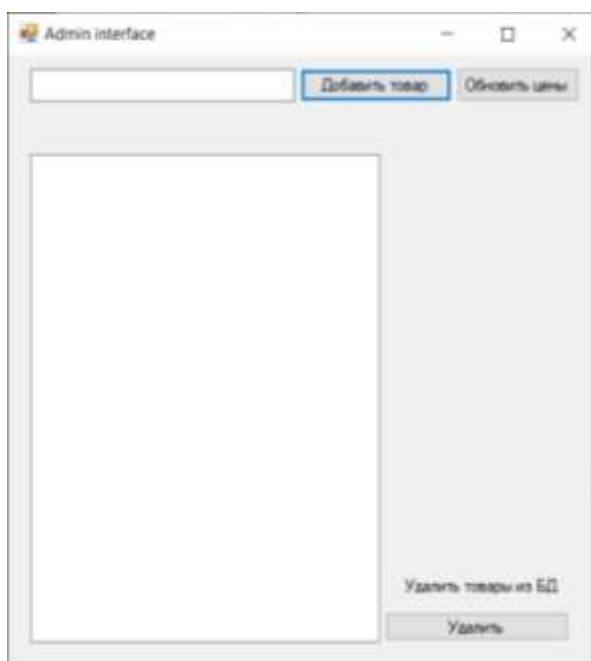 Admin interface
Добавить товар
Обновить цены
Удалить товары из БД
Удалить